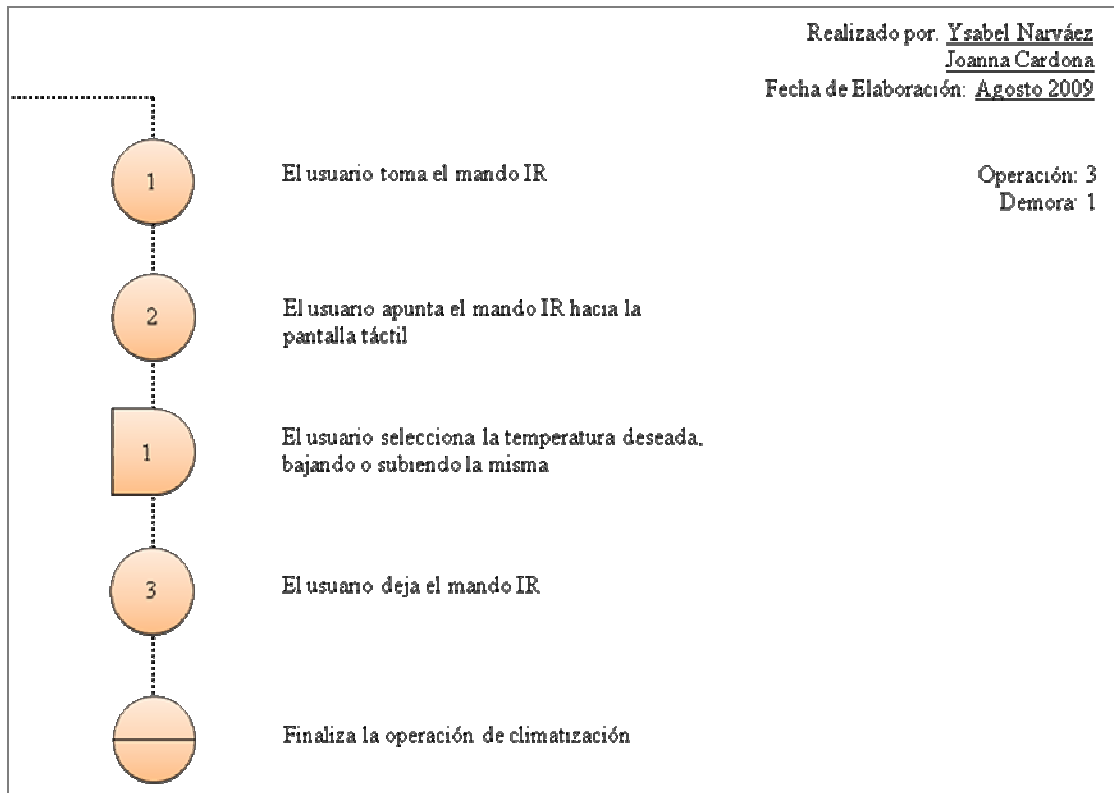 Realizado por: Ysabel Narváez
Joanna Cardona
Fecha de Elaboración: Agosto 2009
1
El usuario toma el mando IR
Operación: 3
Demora: 1
2
El usuario apunta el mando IR hacia la
pantalla táctil
1
El usuario selecciona la temperatura deseada,
bajando o subiendo la misma
3
El usuario deja el mando IR
Finaliza la operación de climatización